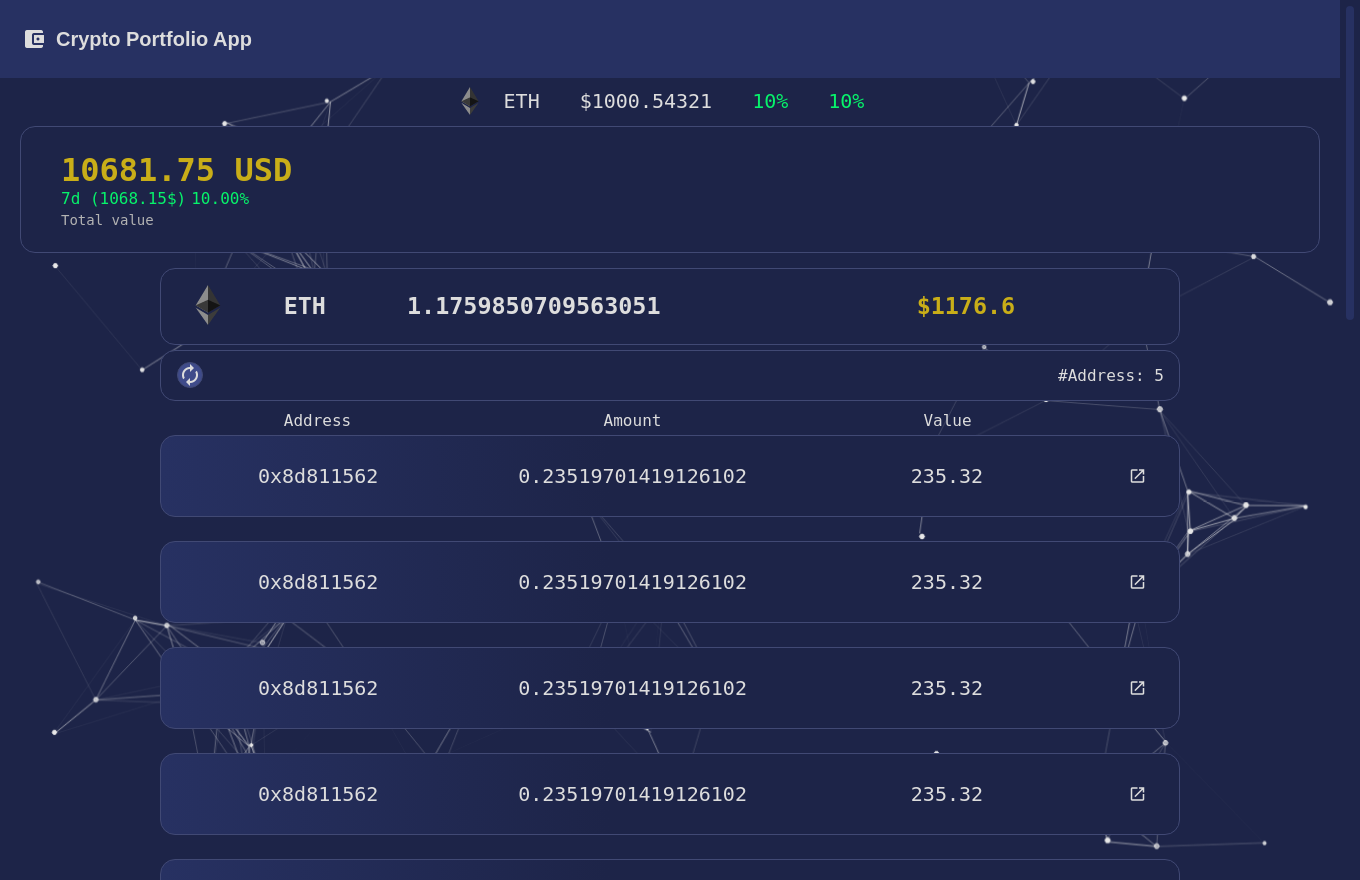 Crypto Portfolio App
ETH $1000.54321 10% 10%
10681.75 USD
7d (1068.15$) 10.00%
Total value
ETH 1.1759850709563051 $1176.6
#Address: 5
Address Amount Value
0x8d811562 0.23519701419126102 235.32
0x8d811562 0.23519701419126102 235.32
0x8d811562 0.23519701419126102 235.32
0x8d811562 0.23519701419126102 235.32